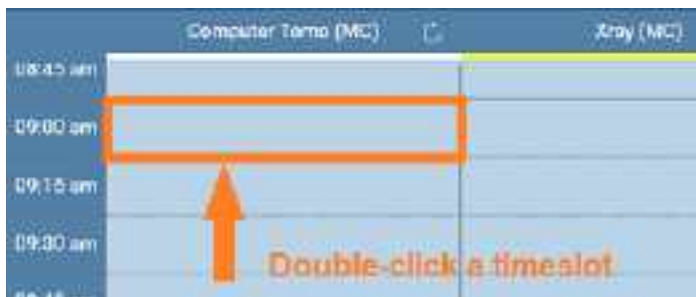 Computer Tomo (MC)
Xray (MC)
08:45 am
09:00 am
09:15 am
09:30 am
Double-click a timeslot